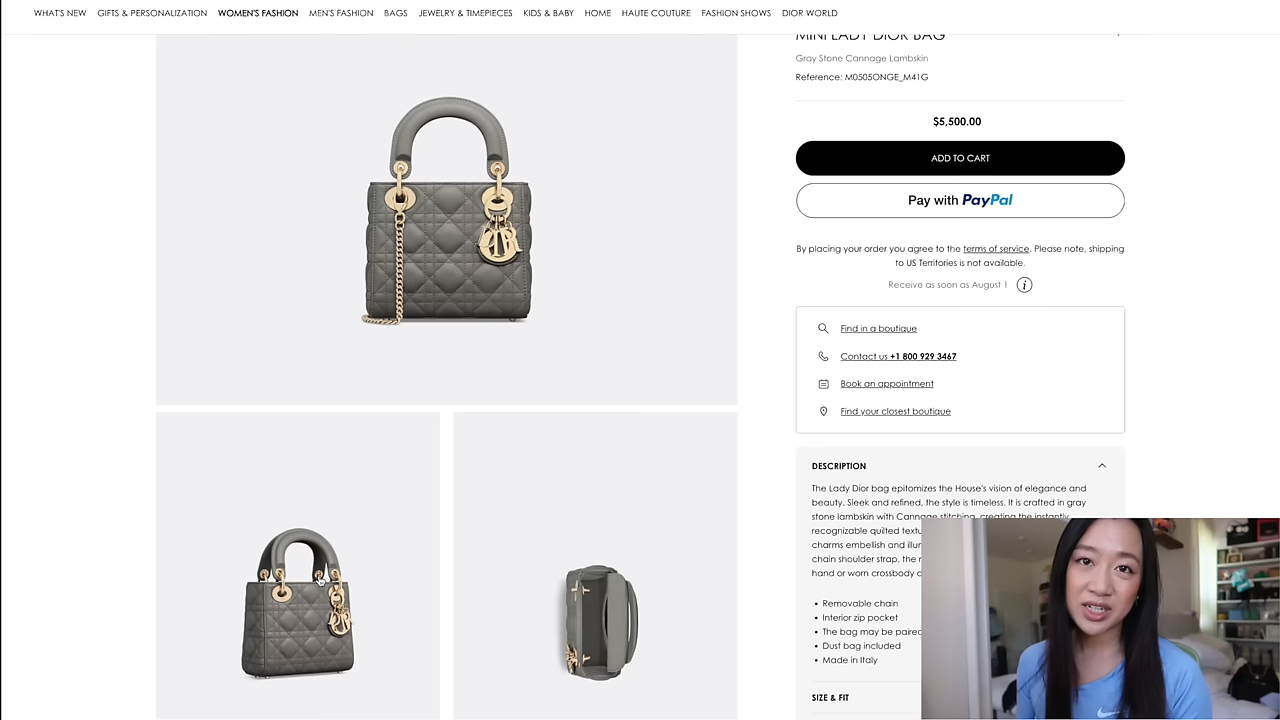 WHAT'S NEW GIFTS & PERSONALIZATION WOMEN'S FASHION MEN'S FASHION BAGS JEWELRY & TIMEPIECES KIDS & BABY HOME HAUTE COUTURE FASHION SHOWS DIOR WORLD
MINI LADY DIOR BAG
Gray Stone Cannage Lambskin
Reference: M0505ONGE_M41G
$5,500.00
ADD TO CART
Pay with PayPal
By placing your order you agree to the terms of service. Please note, shipping
to US Territories is not available.
Receive as soon as August 1
Find in a boutique
Contact us +1 800 929 3467
Book an appointment
Find your closest boutique
DESCRIPTION
The Lady Dior bag epitomizes the House's vision of elegance and
beauty. Sleek and refined, the style is timeless. It is crafted in gray
stone lambskin with Cannage stitching, creating the instantly
recognizable quilted
charms embellish and
chain shoulder strap, the
hand or worn crossbody
• Removable chain
• Interior zip pocket
• The bag may be paired
• Dust bag included
• Made in Italy
SIZE & FIT